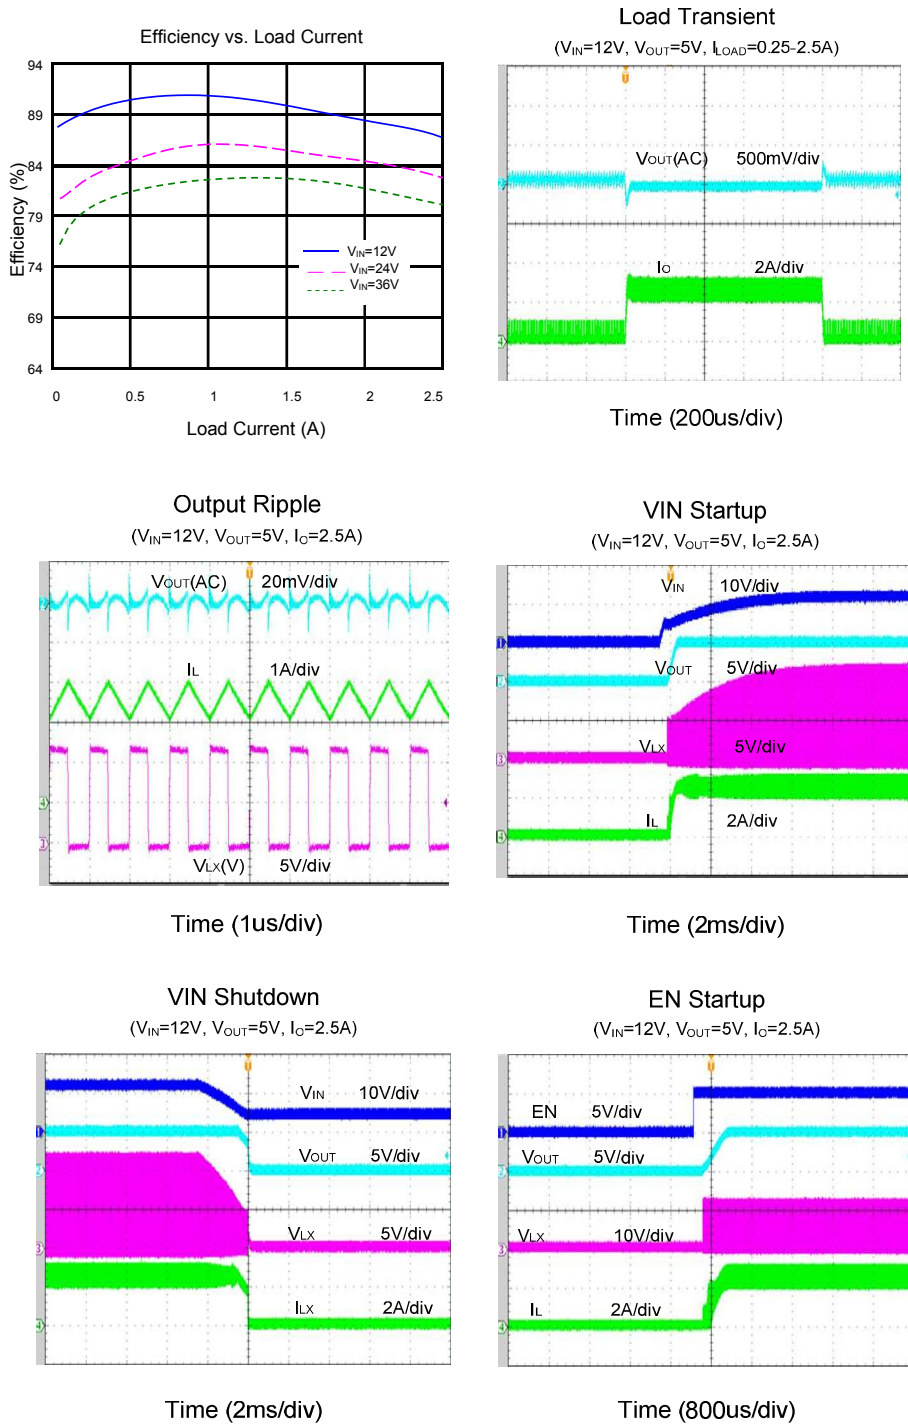 Efficiency vs. Load Current
94
89
84
79
74
69
64
Efficiency (%)
VIN=12V
VIN=24V
VIN=36V
0 0.5 1 1.5 2 2.5
Load Current (A)
Load Transient
(VIN=12V, VOUT=5V, ILOAD=0.25-2.5A)
VOUT(AC) 500mV/div
IO 2A/div
Time (200us/div)
Output Ripple
(VIN=12V, VOUT=5V, IO=2.5A)
VOUT(AC) 20mV/div
IL 1A/div
VLX(V) 5V/div
Time (1us/div)
VIN Startup
(VIN=12V, VOUT=5V, IO=2.5A)
VIN 10V/div
VOUT 5V/div
VLX 5V/div
IL 2A/div
Time (2ms/div)
VIN Shutdown
(VIN=12V, VOUT=5V, IO=2.5A)
VIN 10V/div
VOUT 5V/div
VLX 5V/div
ILX 2A/div
Time (2ms/div)
EN Startup
(VIN=12V, VOUT=5V, IO=2.5A)
EN 5V/div
VOUT 5V/div
VLX 10V/div
IL 2A/div
Time (800us/div)